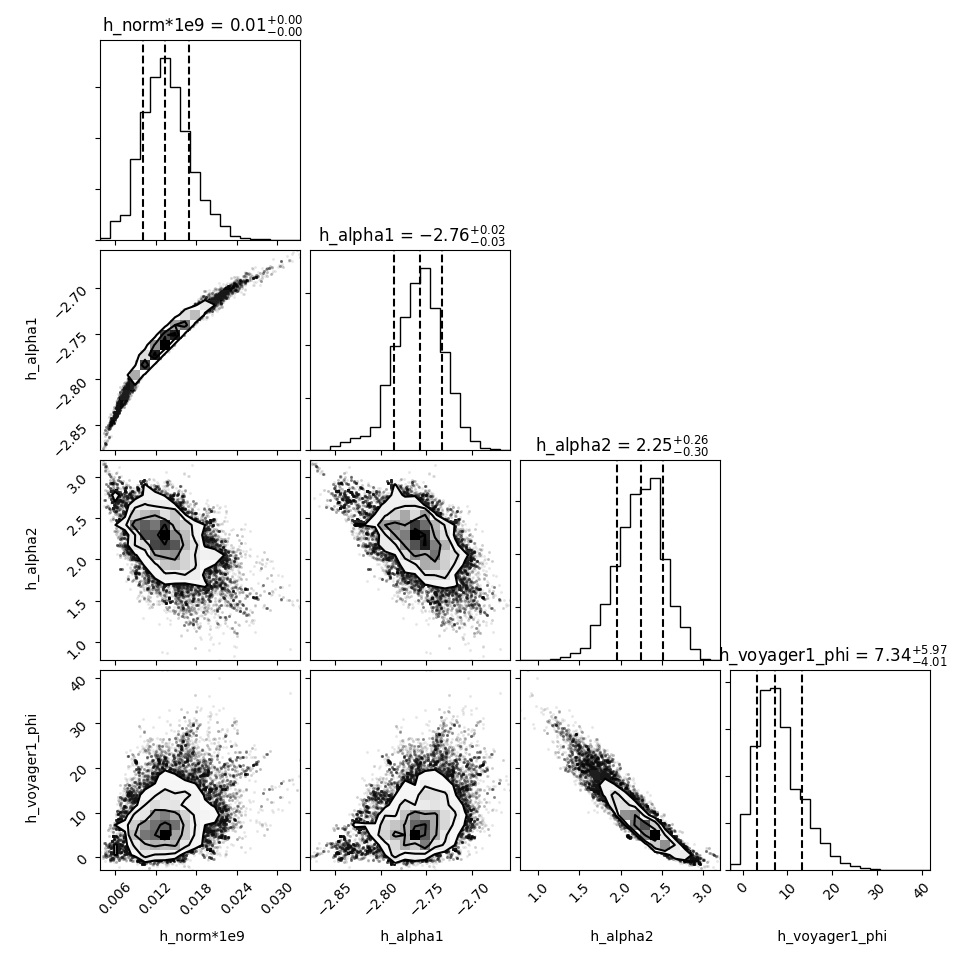 h_norm*1e9 = 0.01+0.00−0.00
h_alpha1 = −2.76+0.02−0.03
−2.70
−2.75
−2.80
−2.85
h_alpha1
h_alpha2 = 2.25+0.26−0.30
3.0
2.5
2.0
1.5
1.0
h_alpha2
h_voyager1_phi = 7.34+5.97−4.01
40
30
20
10
0
h_voyager1_phi
0.006 0.012 0.018 0.024 0.030 −2.85 −2.80 −2.75 −2.70 1.0 1.5 2.0 2.5 3.0 0 10 20 30 40
h_norm*1e9 h_alpha1 h_alpha2 h_voyager1_phi